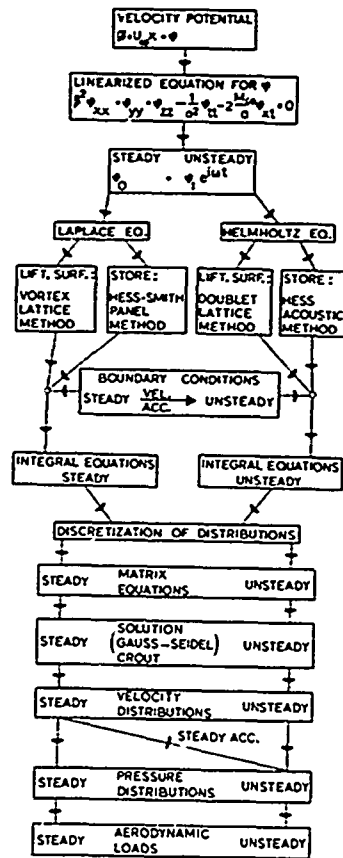 VELOCITY POTENTIAL
LINEARIZED EQUATION FOR φ
STEADY UNSTEADY
LAPLACE EQ.
HELMHOLTZ EQ.
LIFT. SURF.:
VORTEX
LATTICE
METHOD
STORE:
HESS-SMITH
PANEL
METHOD
LIFT. SURF.:
DOUBLET
LATTICE
METHOD
STORE:
HESS
ACOUSTIC
METHOD
BOUNDARY CONDITIONS
STEADY VEL. UNSTEADY
ACC.
INTEGRAL EQUATIONS
STEADY
INTEGRAL EQUATIONS
UNSTEADY
DISCRETIZATION OF DISTRIBUTIONS
STEADY MATRIX UNSTEADY
EQUATIONS
STEADY SOLUTION UNSTEADY
(GAUSS-SEIDEL)
CROUT
STEADY VELOCITY UNSTEADY
DISTRIBUTIONS
STEADY ACC.
STEADY PRESSURE UNSTEADY
DISTRIBUTIONS
STEADY AERODYNAMIC UNSTEADY
LOADS